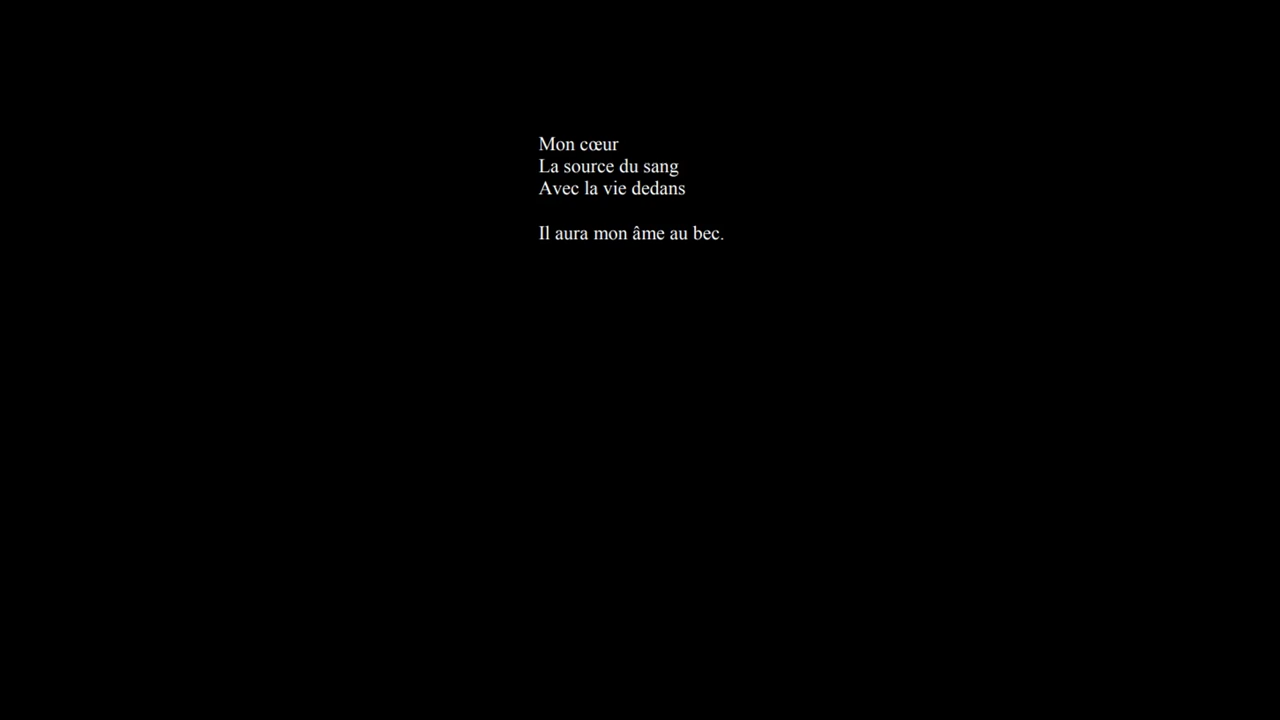 Mon cœur
La source du sang
Avec la vie dedans
Il aura mon âme au bec.